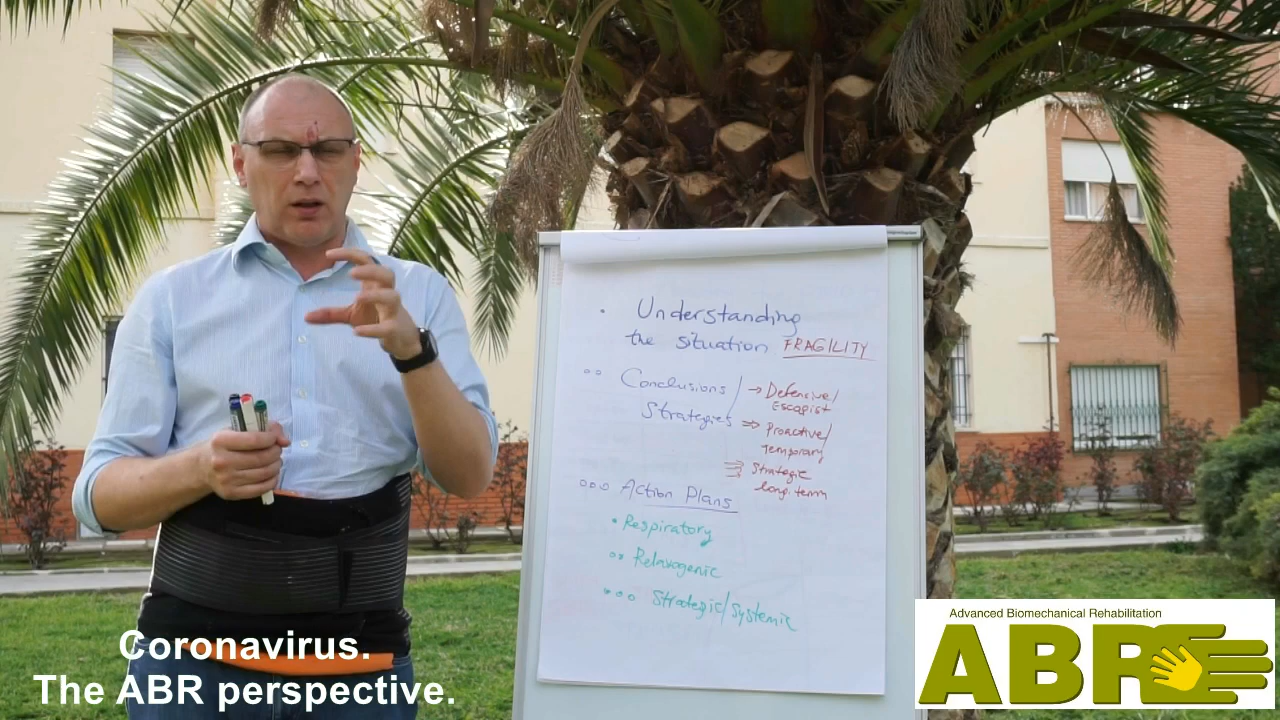 • Understanding
the situation FRAGILITY
○○ Conclusions / → Defensive/
Escapist
Strategies ⇒ Proactive/
Temporary
Strategic
long term
○○○ Action Plans
• Respiratory
○• Relaxogenic
••○ Strategic/Systemic
Coronavirus.
The ABR perspective.
Advanced Biomechanical Rehabilitation
ABR